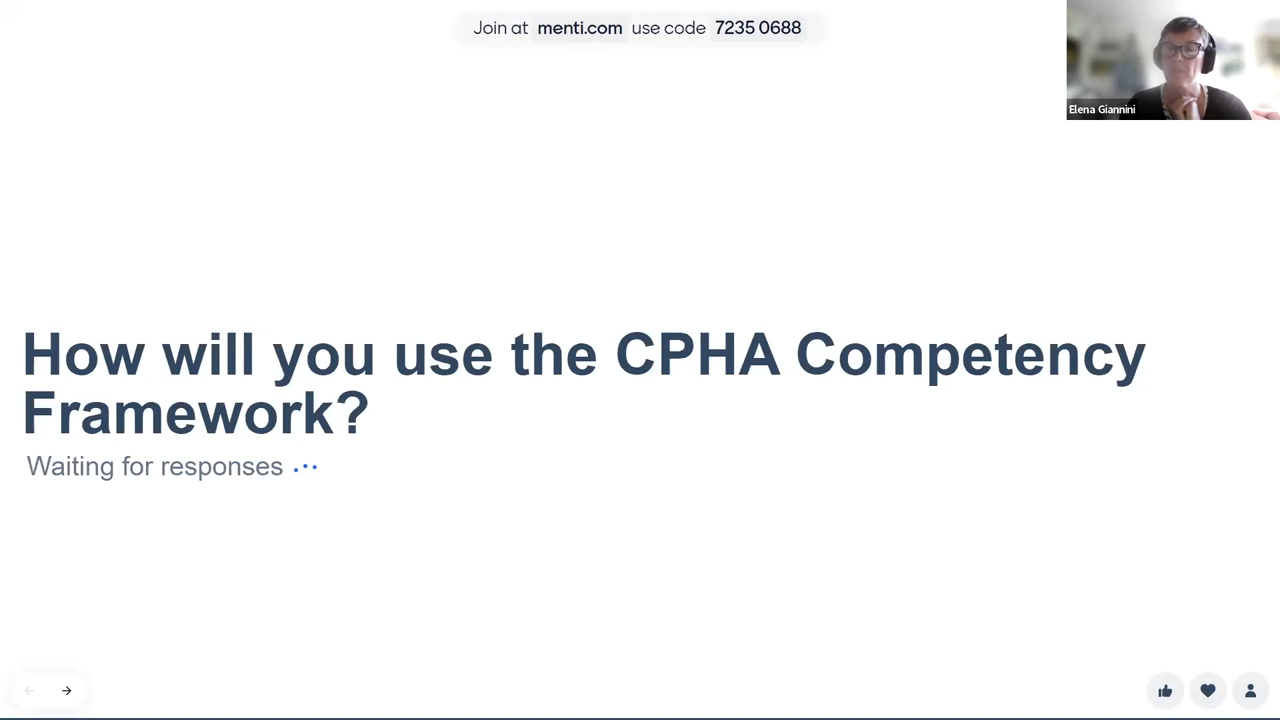 Join at menti.com use code 7235 0688
Elena Giannini
How will you use the CPHA Competency
Framework?
Waiting for responses